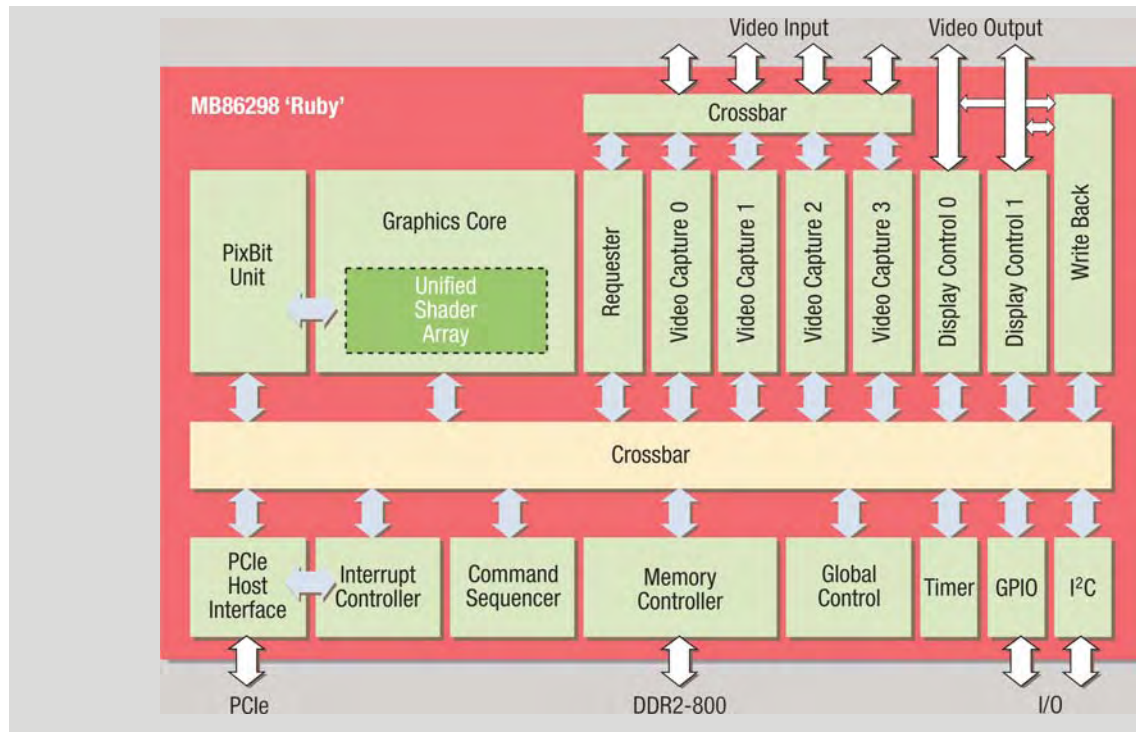 Video Input
Video Output
MB86298 'Ruby'
Crossbar
PixBit
Unit
Graphics Core
Unified
Shader
Array
Requester
Video Capture 0
Video Capture 1
Video Capture 2
Video Capture 3
Display Control 0
Display Control 1
Write Back
Crossbar
PCIe
Host
Interface
Interrupt
Controller
Command
Sequencer
Memory
Controller
Global
Control
Timer
GPIO
I²C
PCIe
DDR2-800
I/O